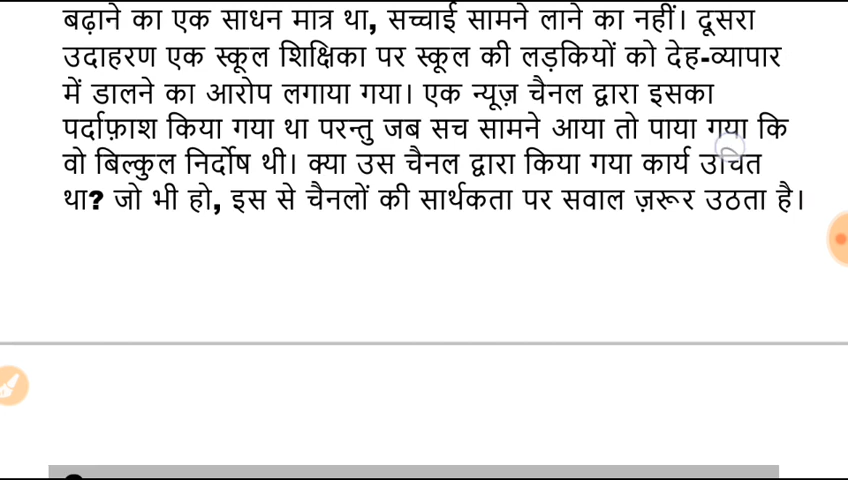 बढ़ाने का एक साधन मात्र था, सच्चाई सामने लाने का नहीं। दूसरा
उदाहरण एक स्कूल शिक्षिका पर स्कूल की लड़कियों को देह-व्यापार
में डालने का आरोप लगाया गया। एक न्यूज़ चैनल द्वारा इसका
पर्दाफ़ाश किया गया था परन्तु जब सच सामने आया तो पाया गया कि
वो बिल्कुल निर्दोष थी। क्या उस चैनल द्वारा किया गया कार्य उचित
था? जो भी हो, इस से चैनलों की सार्थकता पर सवाल ज़रूर उठता है।